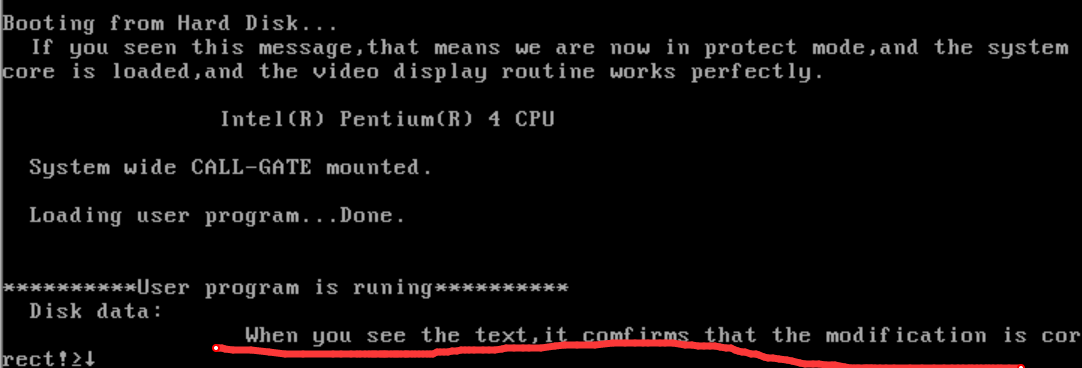 Booting from Hard Disk...
If you seen this message,that means we are now in protect mode,and the system
core is loaded,and the video display routine works perfectly.
Intel(R) Pentium(R) 4 CPU
System wide CALL-GATE mounted.
Loading user program...Done.
**********User program is runing**********
Disk data:
When you see the text,it comfirms that the modification is cor
rect!≥↓